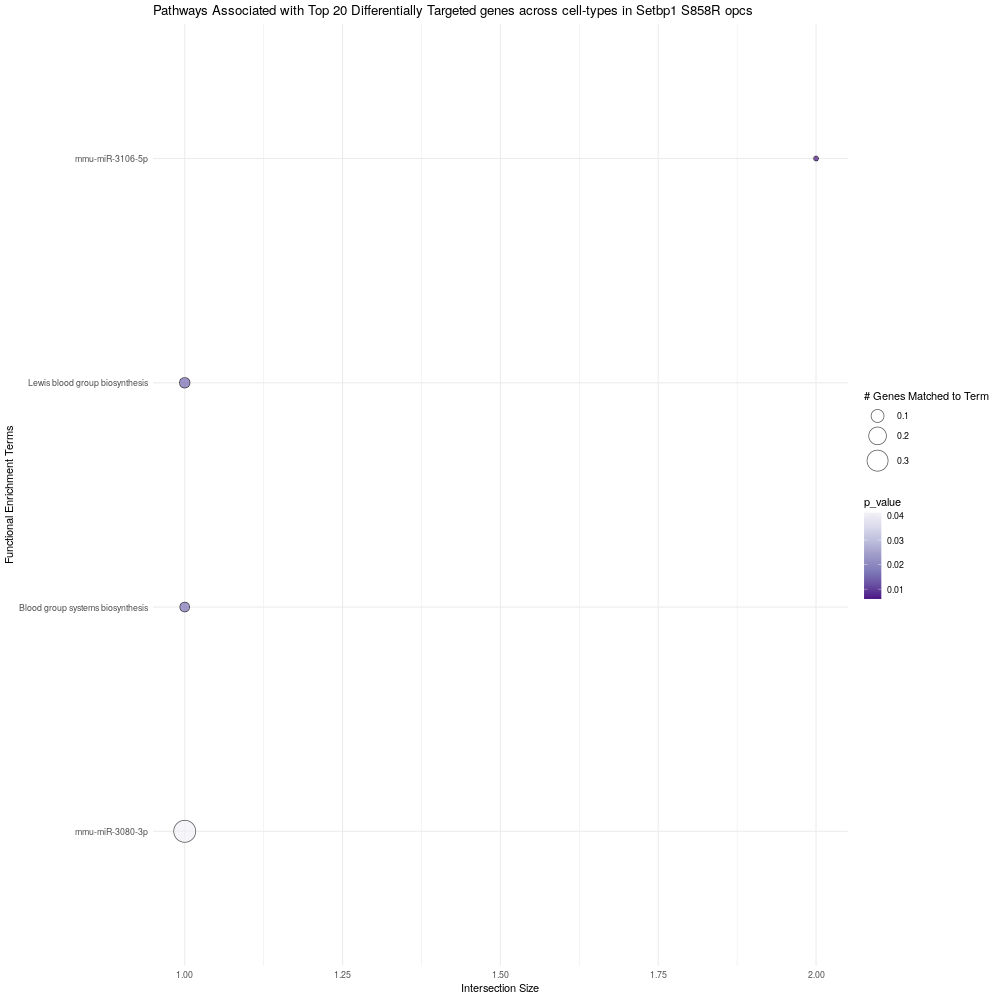 Pathways Associated with Top 20 Differentially Targeted genes across cell-types in Setbp1 S858R opcs
Functional Enrichment Terms
mmu-miR-3106-5p
Lewis blood group biosynthesis
Blood group systems biosynthesis
mmu-miR-3080-3p
1.00
1.25
1.50
1.75
2.00
Intersection Size
# Genes Matched to Term
0.1
0.2
0.3
p_value
0.04
0.03
0.02
0.01